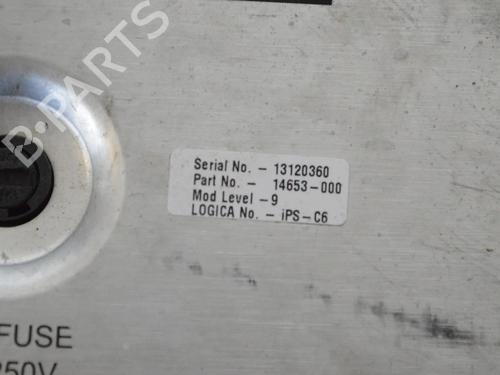 B-PARTS
Serial No. - 13120360
Part No. - 14653-000
Mod Level -9
LOGICA No. - iPS-C6
FUSE
250V